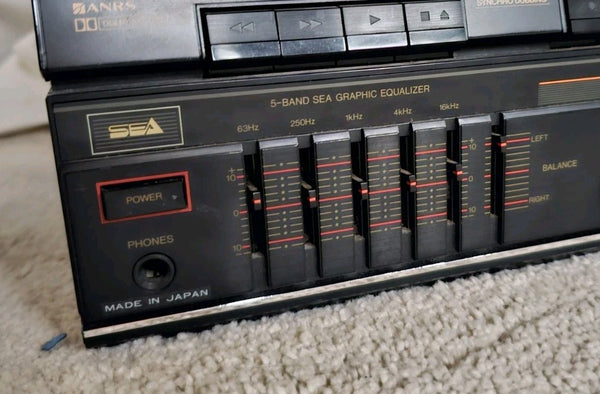 ANRS
SYNCHRO DUBBING
5-BAND SEA GRAPHIC EQUALIZER
SEA
63Hz 250Hz 1kHz 4kHz 16kHz
+ +
10 10
0 0
10 10
LEFT
BALANCE
RIGHT
POWER
PHONES
MADE IN JAPAN